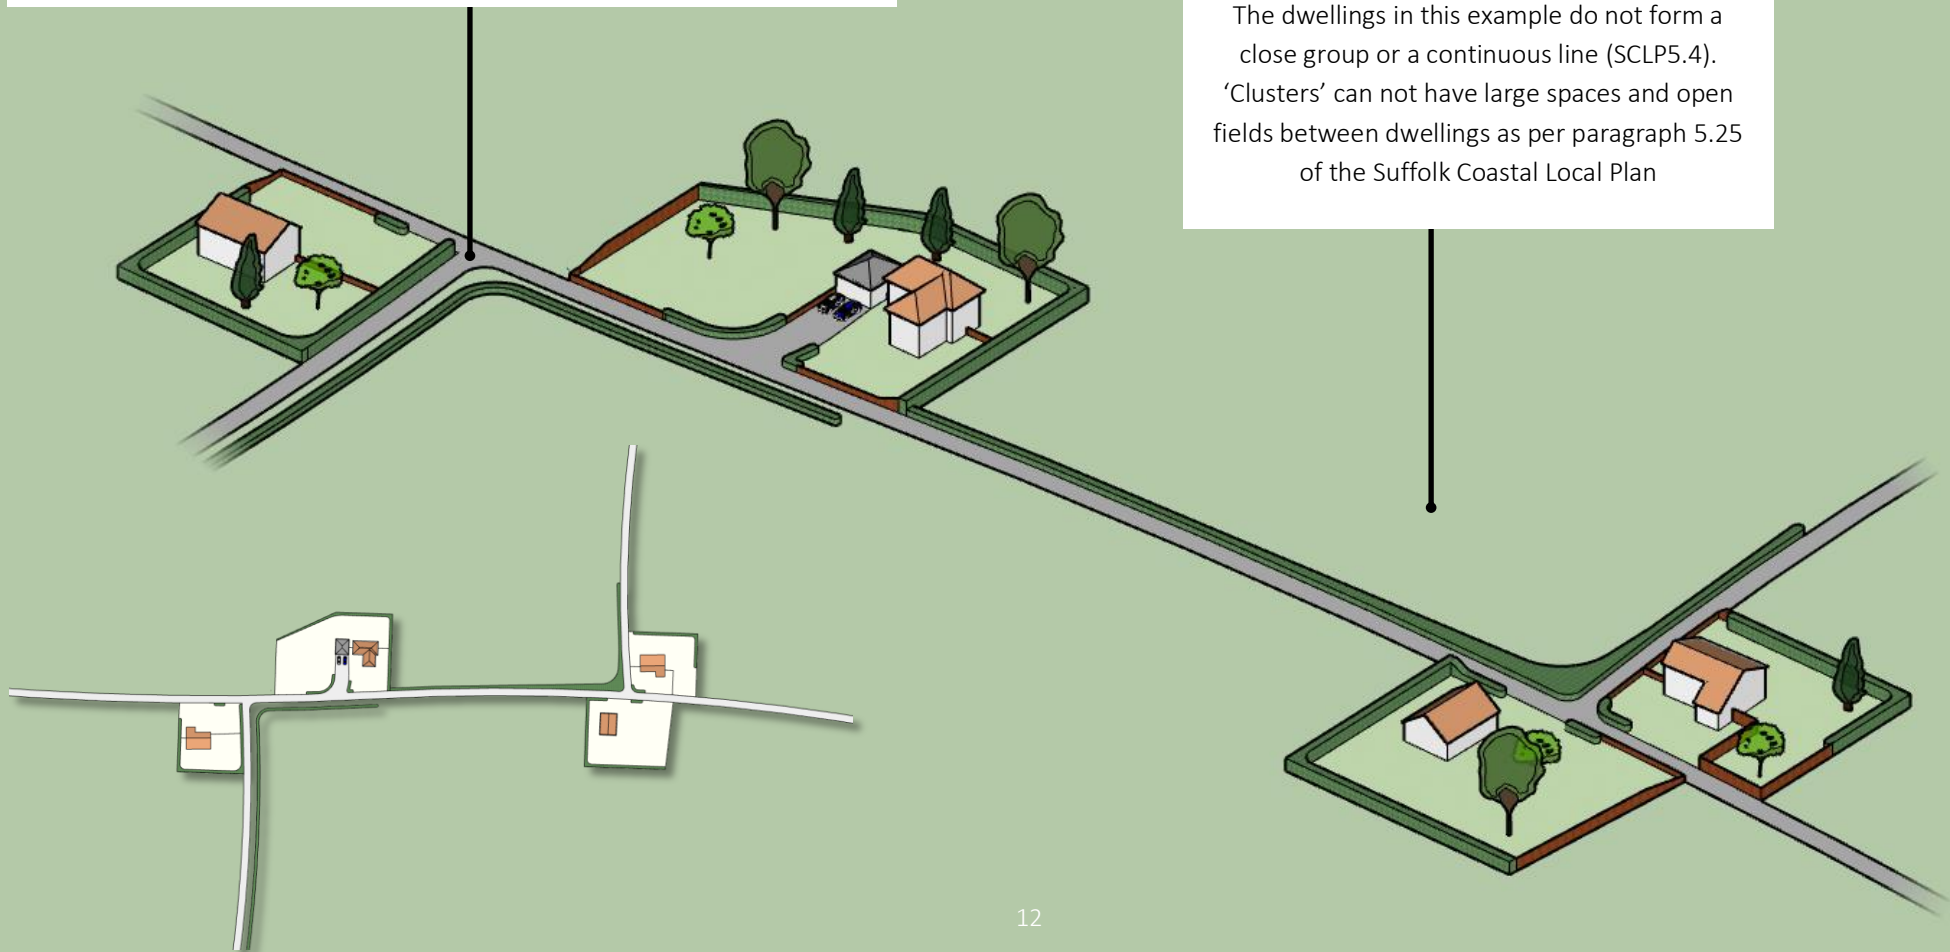 The dwellings in this example do not form a
close group or a continuous line (SCLP5.4).
‘Clusters’ can not have large spaces and open
fields between dwellings as per paragraph 5.25
of the Suffolk Coastal Local Plan
12